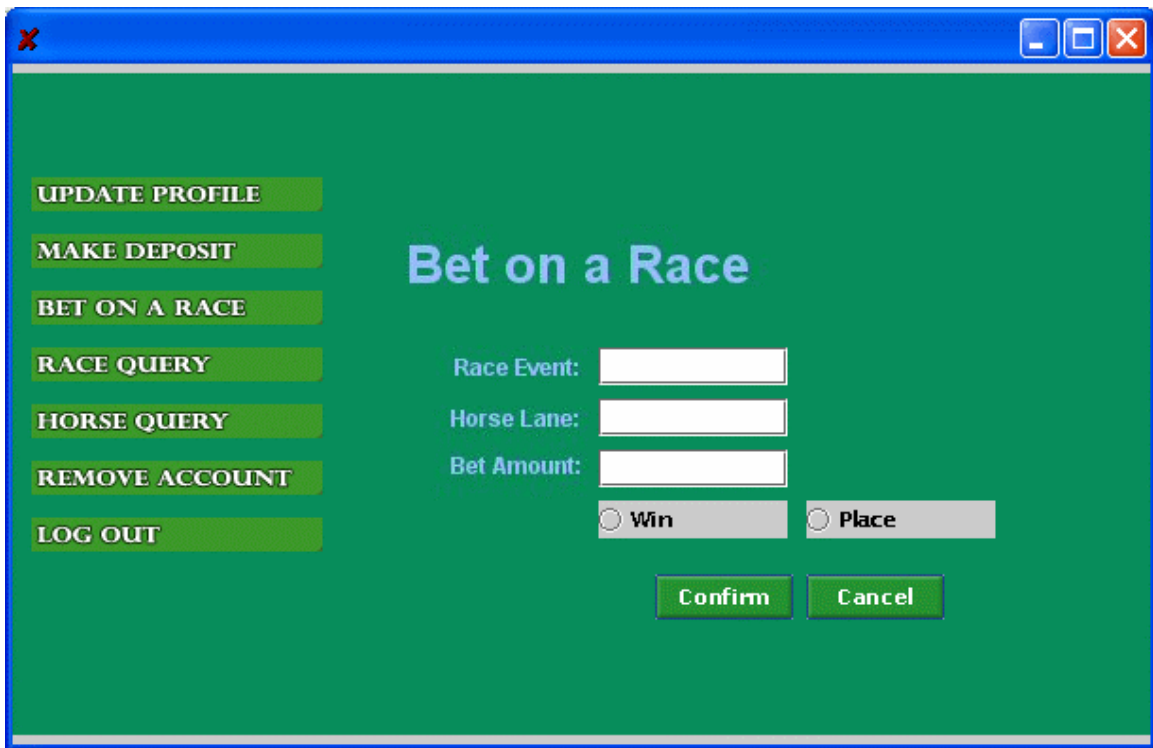 UPDATE PROFILE
MAKE DEPOSIT
BET ON A RACE
RACE QUERY
HORSE QUERY
REMOVE ACCOUNT
LOG OUT
Bet on a Race
Race Event:
Horse Lane:
Bet Amount:
Win Place
Confirm Cancel